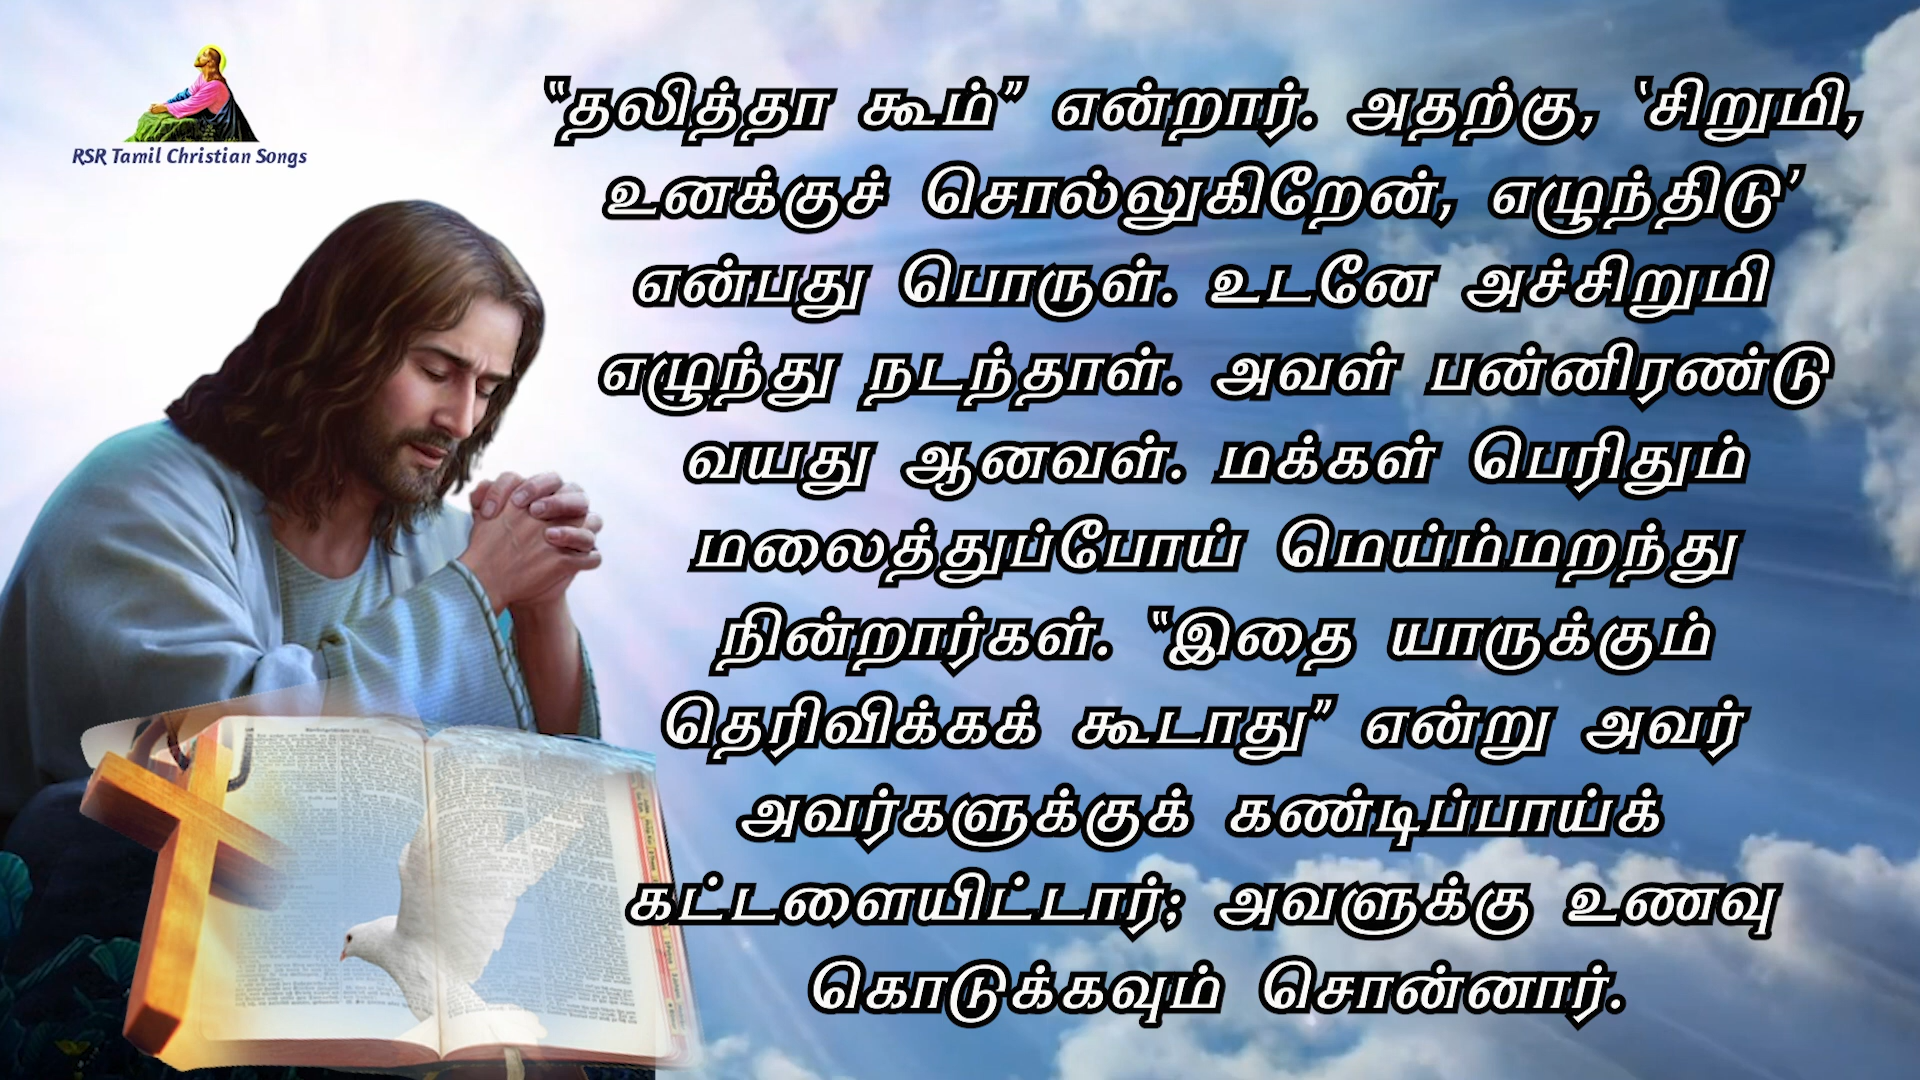 RSR Tamil Christian Songs
“தலித்தா கூம்” என்றார். அதற்கு, ‘சிறுமி,
உனக்குச் சொல்லுகிறேன், எழுந்திடு’
என்பது பொருள். உடனே அச்சிறுமி
எழுந்து நடந்தாள். அவள் பன்னிரண்டு
வயது ஆனவள். மக்கள் பெரிதும்
மலைத்துப்போய் மெய்ம்மறந்து
நின்றார்கள். “இதை யாருக்கும்
தெரிவிக்கக் கூடாது” என்று அவர்
அவர்களுக்குக் கண்டிப்பாய்க்
கட்டளையிட்டார்; அவளுக்கு உணவு
கொடுக்கவும் சொன்னார்.